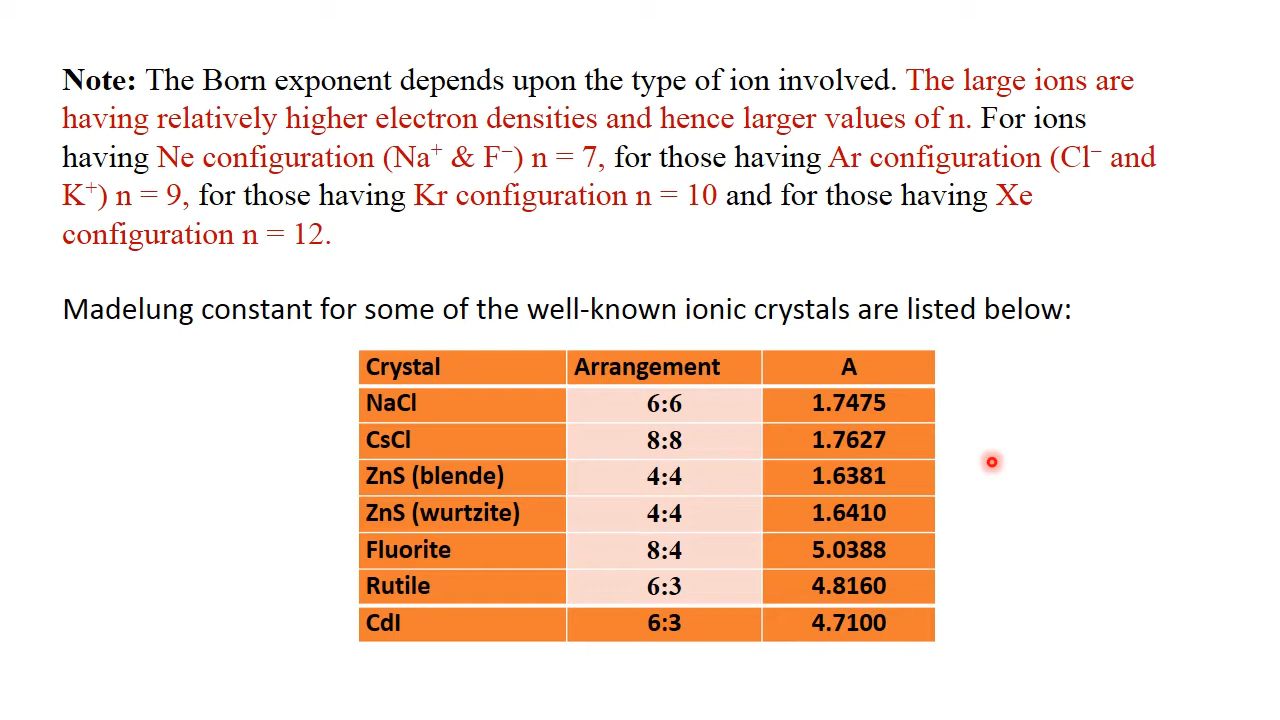 Note: The Born exponent depends upon the type of ion involved. The large ions are
having relatively higher electron densities and hence larger values of n. For ions
having Ne configuration (Na⁺ & F⁻) n = 7, for those having Ar configuration (Cl⁻ and
K⁺) n = 9, for those having Kr configuration n = 10 and for those having Xe
configuration n = 12.
Madelung constant for some of the well-known ionic crystals are listed below:
Crystal Arrangement A
NaCl 6:6 1.7475
CsCl 8:8 1.7627
ZnS (blende) 4:4 1.6381
ZnS (wurtzite) 4:4 1.6410
Fluorite 8:4 5.0388
Rutile 6:3 4.8160
CdI 6:3 4.7100